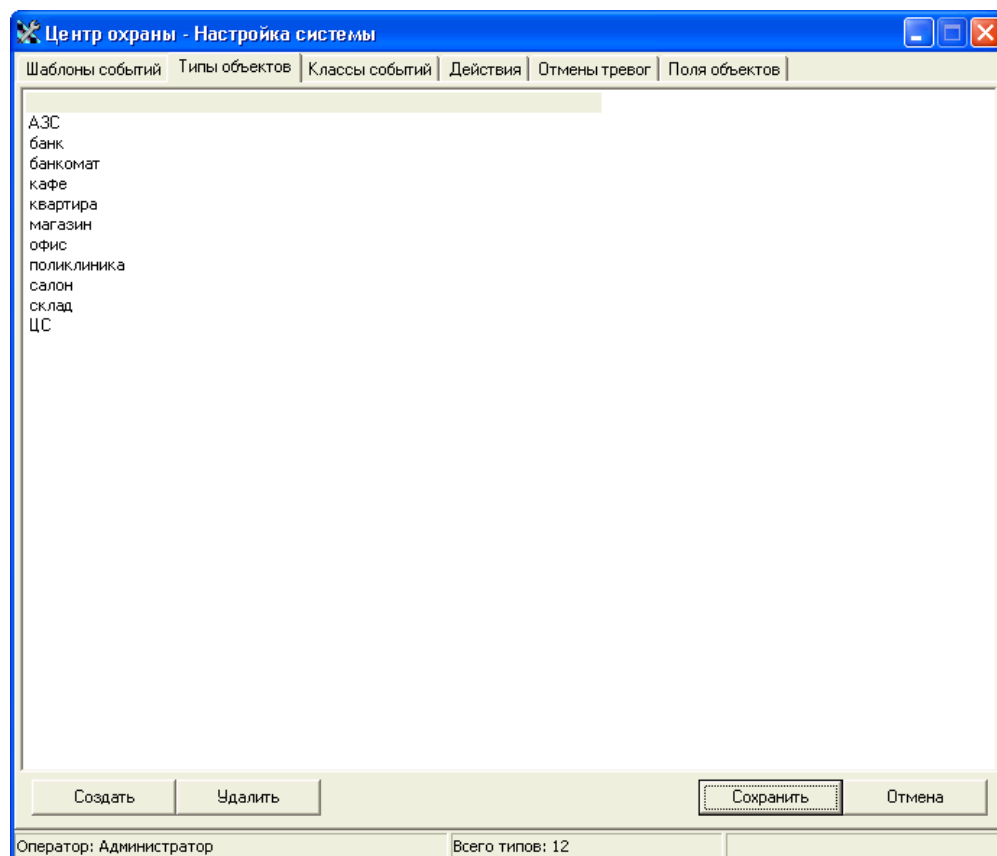 Центр охраны - Настройка системы
Шаблоны событий Типы объектов Классы событий Действия Отмены тревог Поля объектов
АЗС
банк
банкомат
кафе
квартира
магазин
офис
поликлиника
салон
склад
ЦС
Создать Удалить Сохранить Отмена
Оператор: Администратор Всего типов: 12